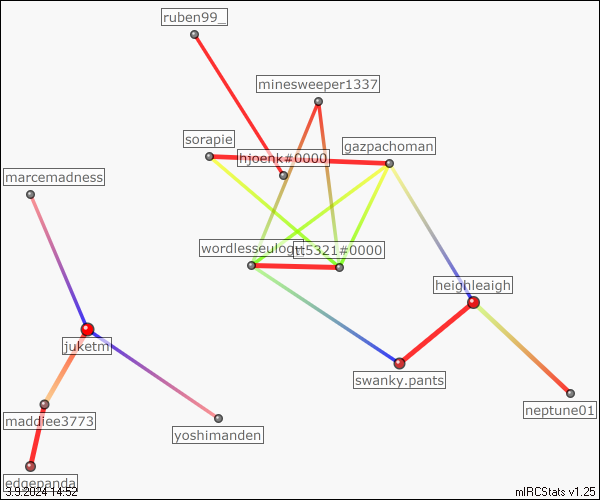 ruben99_
minesweeper1337
sorapie
gazpachoman
hjoenk#0000
marcemadness
wordlesseulogy
tt5321#0000
heighleaigh
juketm
swanky.pants
neptune01
maddiee3773
yoshimanden
edgepanda
3.9.2024 14:52
mIRCStats v1.25